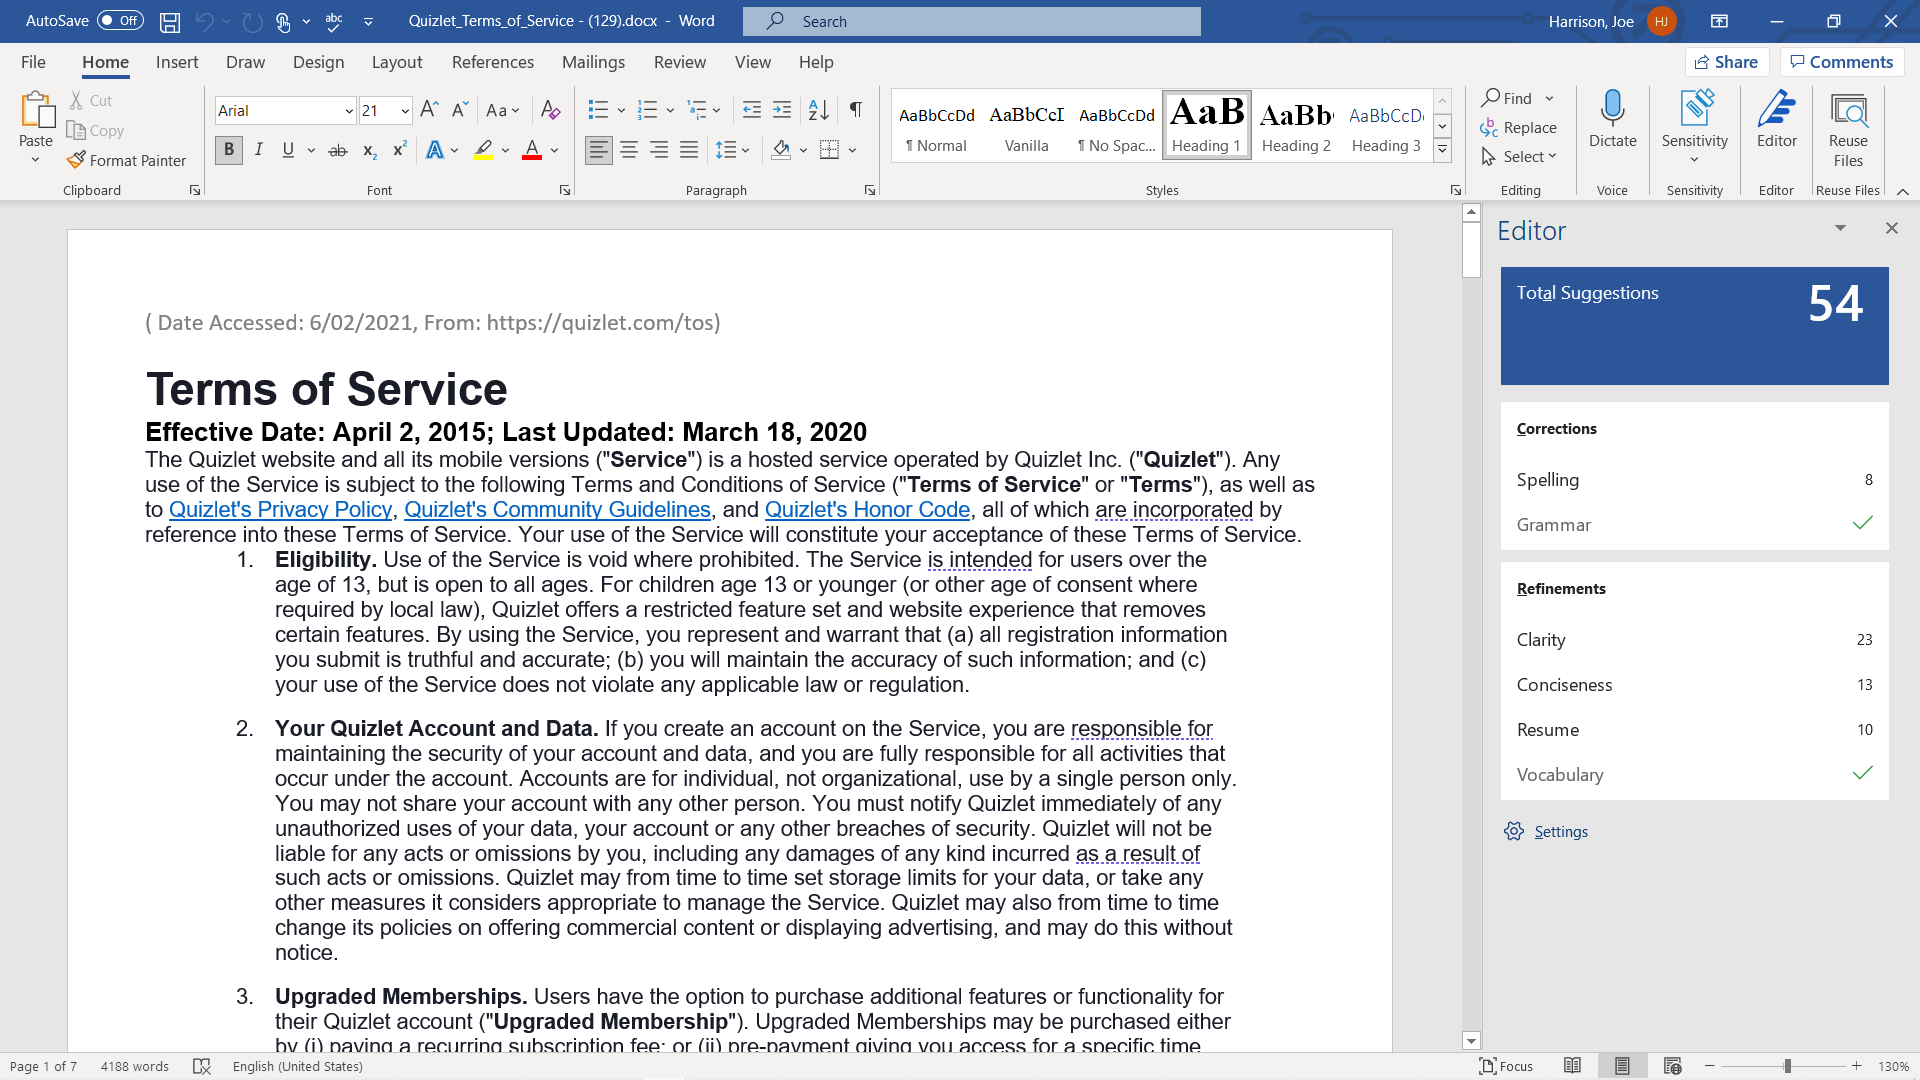 AutoSave Off
Quizlet_Terms_of_Service - (129).docx - Word
Search
Harrison, Joe HJ
File Home Insert Draw Design Layout References Mailings Review View Help
Share Comments
Paste
Cut
Copy
Format Painter
Clipboard
Arial 21
Font
Paragraph
AaBbCcDd AaBbCcI AaBbCcDd AaB AaBb AaBbCcD
¶ Normal Vanilla ¶ No Spac... Heading 1 Heading 2 Heading 3
Styles
Find
Replace
Select
Editing
Dictate
Voice
Sensitivity
Sensitivity
Editor
Editor
Reuse
Files
Reuse Files
( Date Accessed: 6/02/2021, From: https://quizlet.com/tos)
Terms of Service
Effective Date: April 2, 2015; Last Updated: March 18, 2020
The Quizlet website and all its mobile versions ("Service") is a hosted service operated by Quizlet Inc. ("Quizlet"). Any
use of the Service is subject to the following Terms and Conditions of Service ("Terms of Service" or "Terms"), as well as
to Quizlet's Privacy Policy, Quizlet's Community Guidelines, and Quizlet's Honor Code, all of which are incorporated by
reference into these Terms of Service. Your use of the Service will constitute your acceptance of these Terms of Service.
1. Eligibility. Use of the Service is void where prohibited. The Service is intended for users over the
age of 13, but is open to all ages. For children age 13 or younger (or other age of consent where
required by local law), Quizlet offers a restricted feature set and website experience that removes
certain features. By using the Service, you represent and warrant that (a) all registration information
you submit is truthful and accurate; (b) you will maintain the accuracy of such information; and (c)
your use of the Service does not violate any applicable law or regulation.
2. Your Quizlet Account and Data. If you create an account on the Service, you are responsible for
maintaining the security of your account and data, and you are fully responsible for all activities that
occur under the account. Accounts are for individual, not organizational, use by a single person only.
You may not share your account with any other person. You must notify Quizlet immediately of any
unauthorized uses of your data, your account or any other breaches of security. Quizlet will not be
liable for any acts or omissions by you, including any damages of any kind incurred as a result of
such acts or omissions. Quizlet may from time to time set storage limits for your data, or take any
other measures it considers appropriate to manage the Service. Quizlet may also from time to time
change its policies on offering commercial content or displaying advertising, and may do this without
notice.
3. Upgraded Memberships. Users have the option to purchase additional features or functionality for
their Quizlet account ("Upgraded Membership"). Upgraded Memberships may be purchased either
by (i) paying a recurring subscription fee; or (ii) pre-payment giving you access for a specific time
Editor
Total Suggestions 54
Corrections
Spelling 8
Grammar
Refinements
Clarity 23
Conciseness 13
Resume 10
Vocabulary
Settings
Page 1 of 7 4188 words English (United States)
Focus
130%